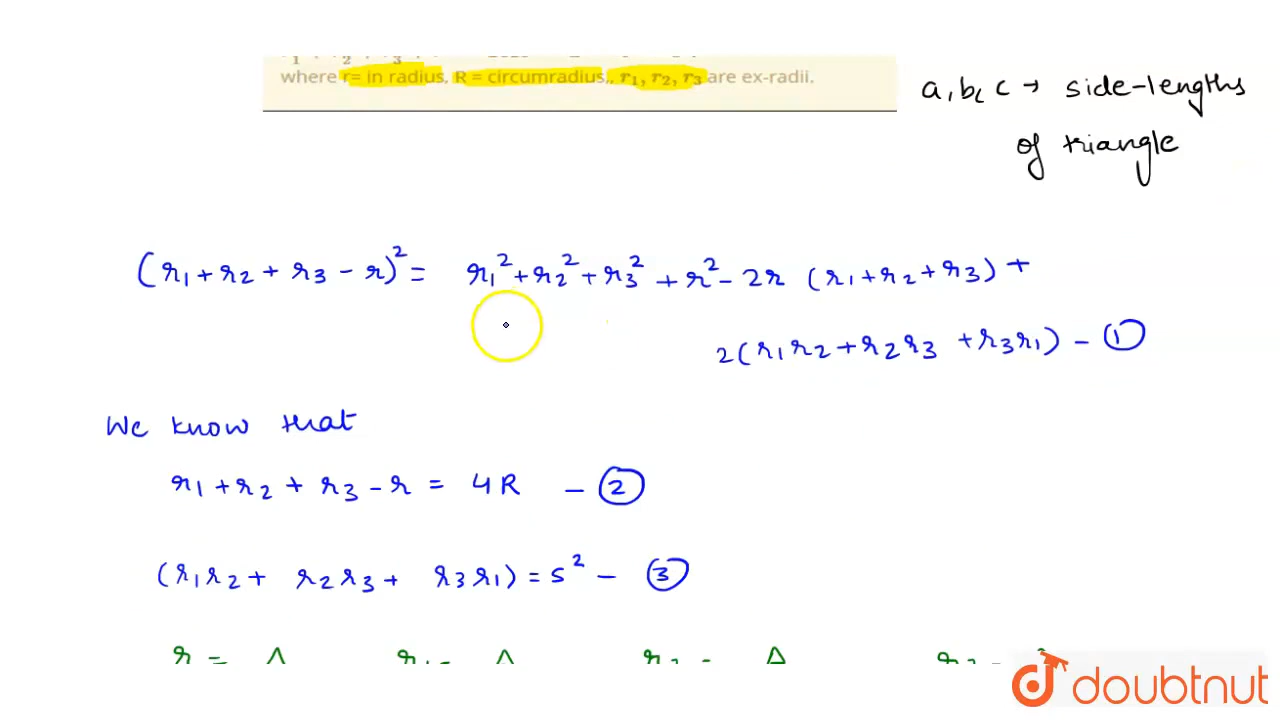 where r= in radius, R = circumradius,, r₁, r₂, r₃ are ex-radii.
a, b, c → side-lengths
of triangle
(r₁ + r₂ + r₃ - r)² = r₁² + r₂² + r₃² + r² - 2r (r₁ + r₂ + r₃) +
2(r₁r₂ + r₂r₃ + r₃r₁) - ①
We know that
r₁ + r₂ + r₃ - r = 4R - ②
(r₁r₂ + r₂r₃ + r₃r₁) = s² - ③
doubtnut